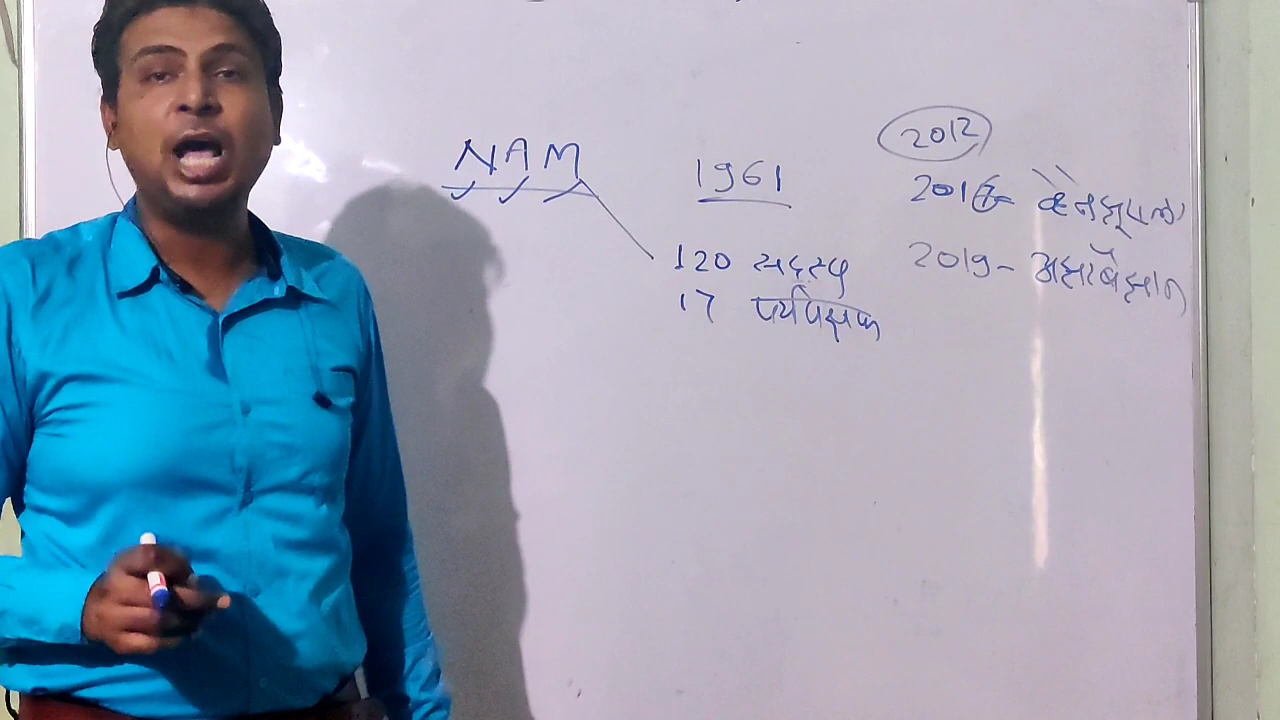 NAM
1961
120 सदस्य
17 पर्यवेक्षक
2012
2016 - वेनेजुएला
2019 - अजरबैजान